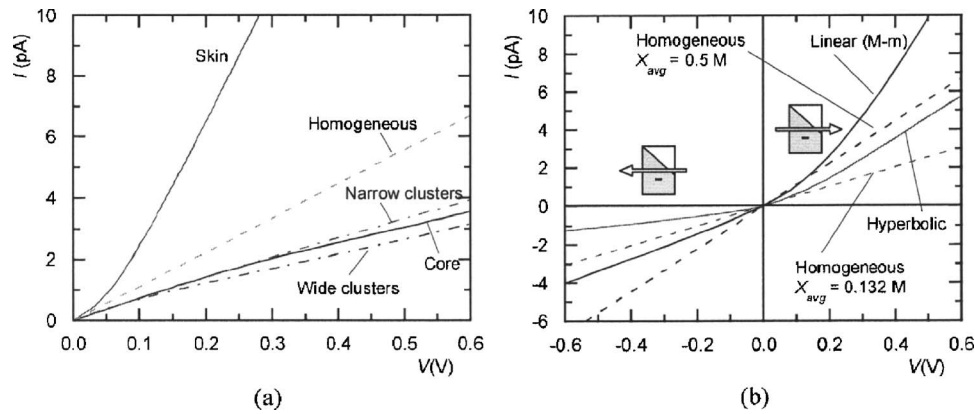 10
8
6
4
2
0
I (pA)
Skin
Homogeneous
Narrow clusters
Core
Wide clusters
0.0 0.1 0.2 0.3 0.4 0.5 0.6
V(V)
(a)
10
8
6
4
2
0
-2
-4
-6
I (pA)
Homogeneous
Xavg = 0.5 M
Linear (M-m)
Hyperbolic
Homogeneous
Xavg = 0.132 M
-0.6 -0.4 -0.2 0.0 0.2 0.4 0.6
V(V)
(b)